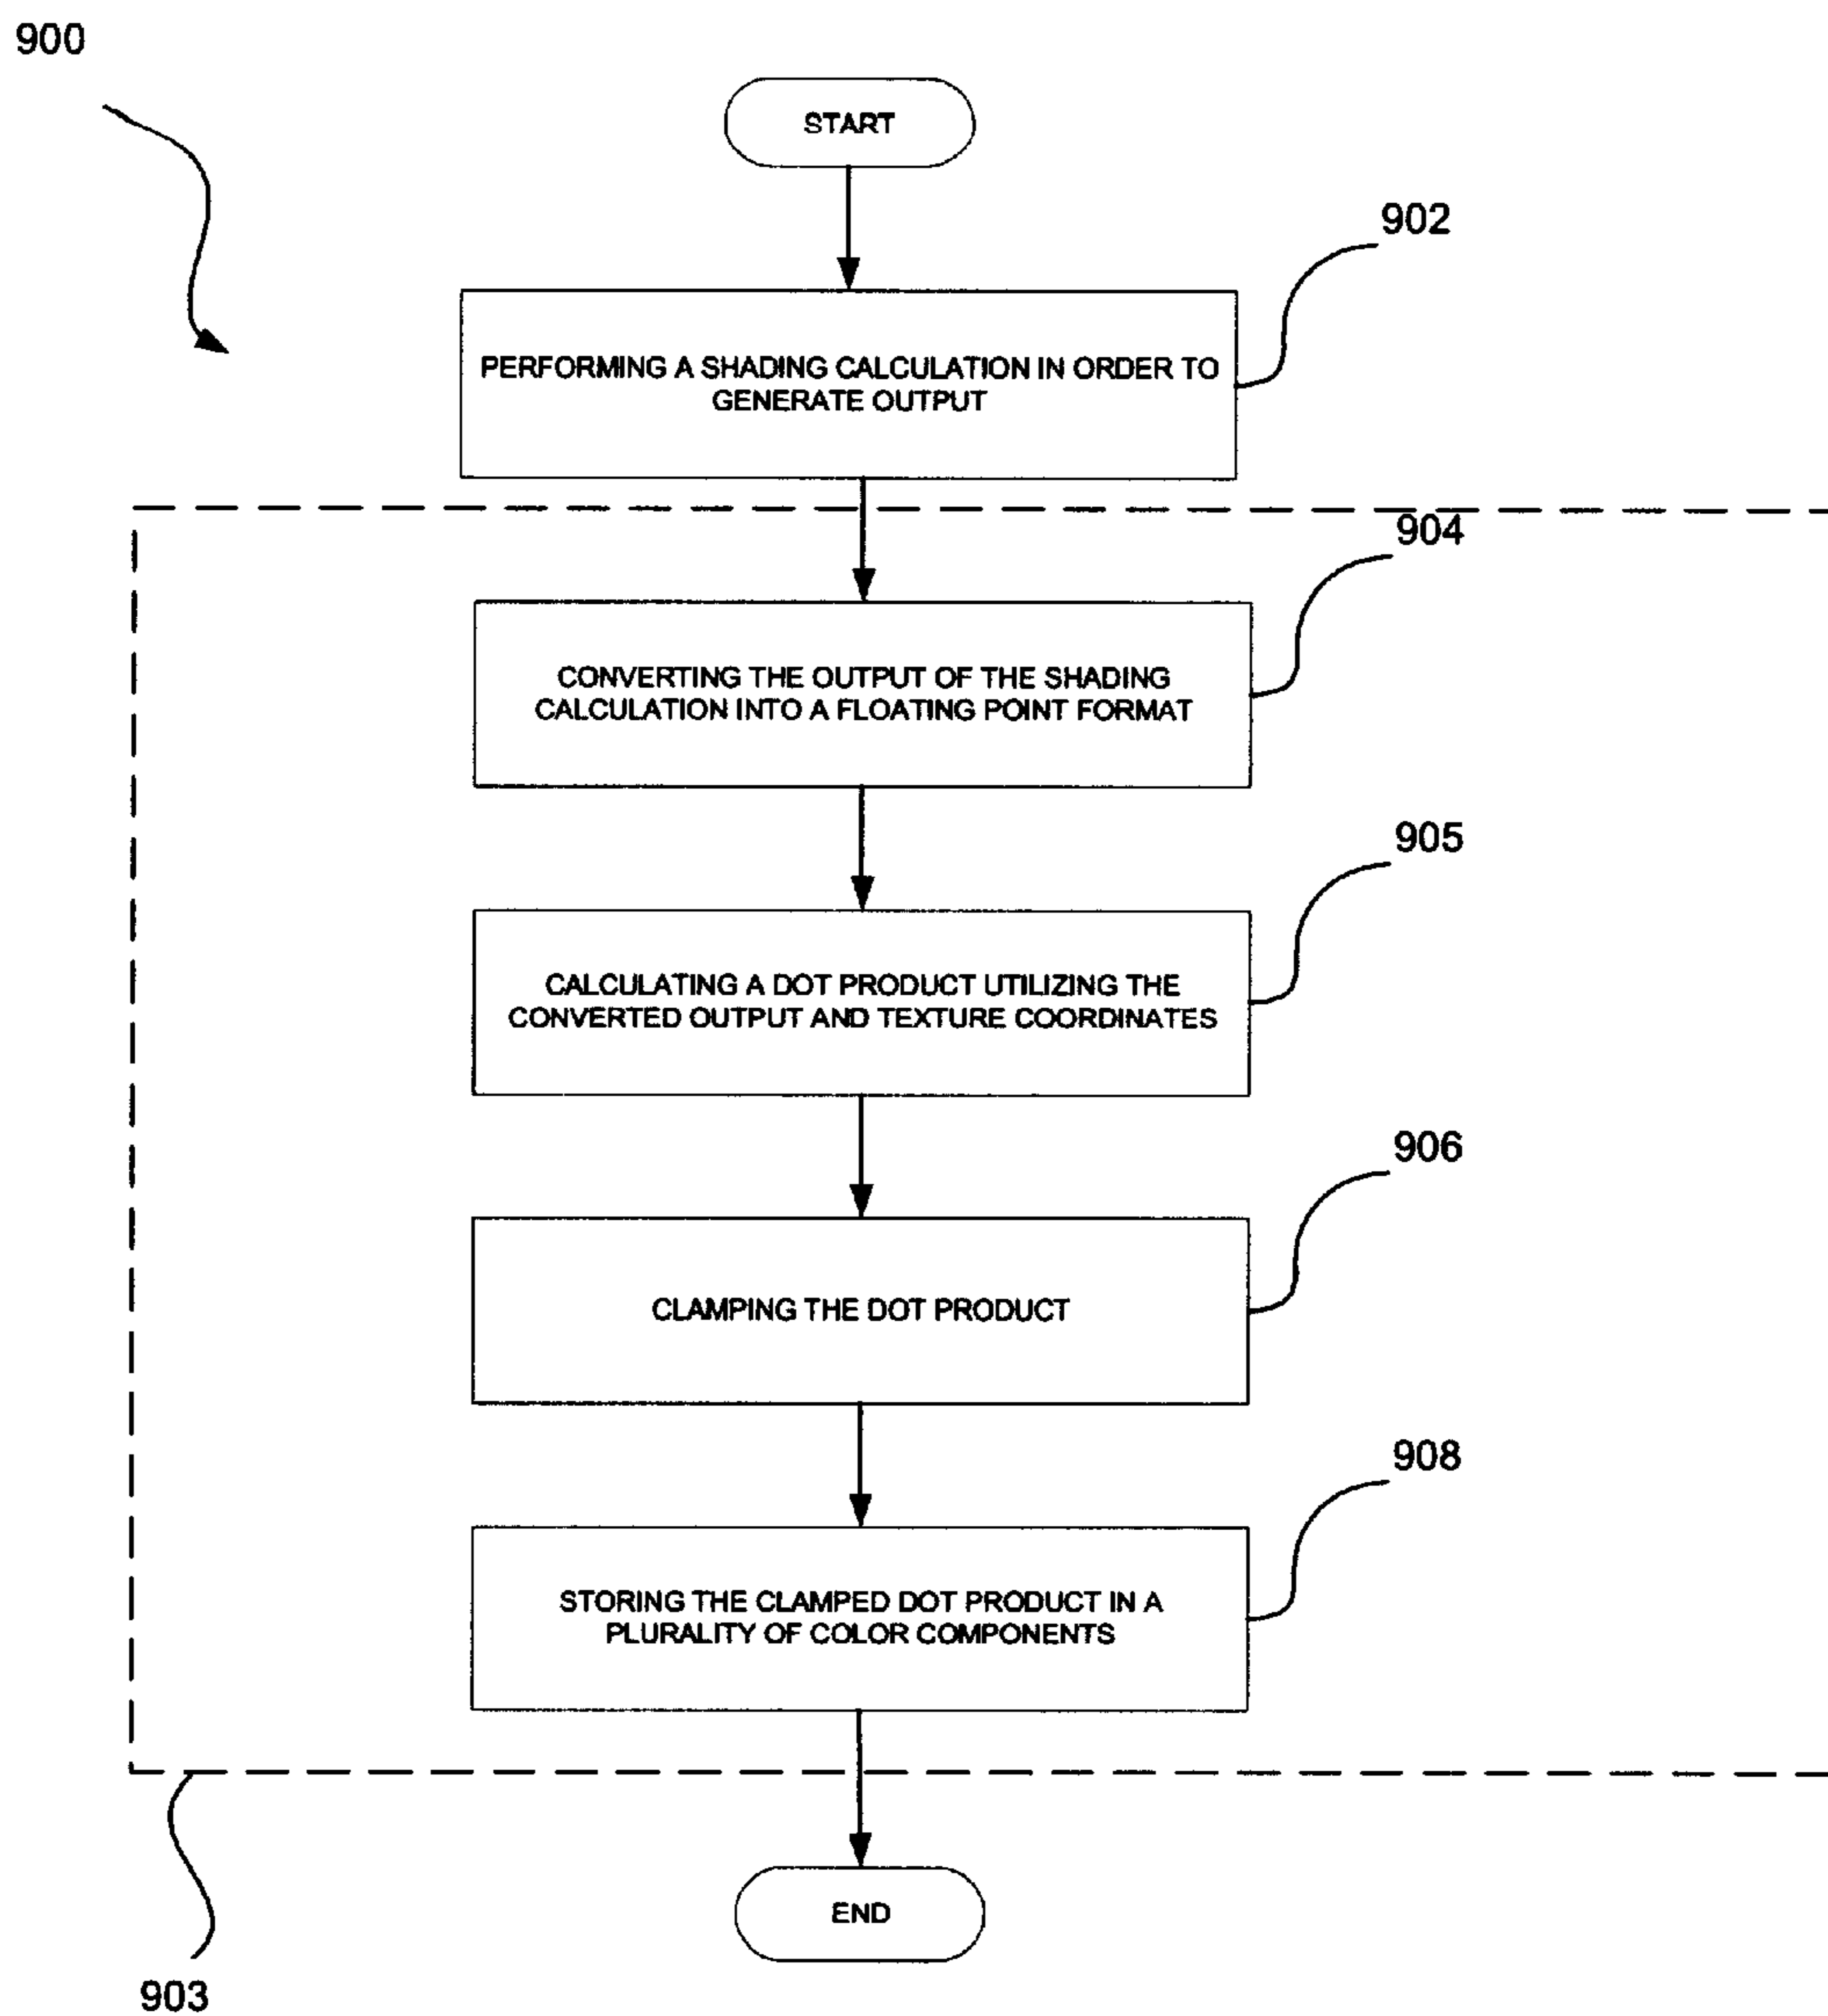 900
START
902
PERFORMING A SHADING CALCULATION IN ORDER TO
GENERATE OUTPUT
904
CONVERTING THE OUTPUT OF THE SHADING
CALCULATION INTO A FLOATING POINT FORMAT
905
CALCULATING A DOT PRODUCT UTILIZING THE
CONVERTED OUTPUT AND TEXTURE COORDINATES
906
CLAMPING THE DOT PRODUCT
908
STORING THE CLAMPED DOT PRODUCT IN A
PLURALITY OF COLOR COMPONENTS
END
903